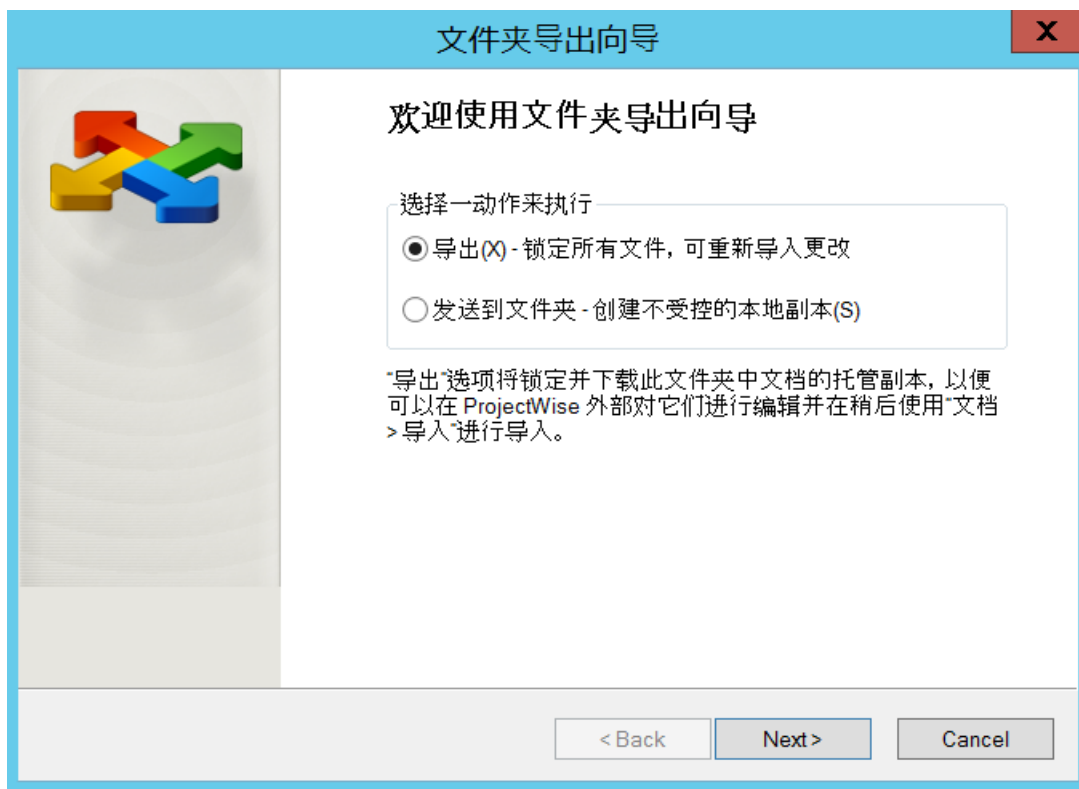 文件夹导出向导
X
欢迎使用文件夹导出向导
选择一动作来执行
导出(X) - 锁定所有文件, 可重新导入更改
发送到文件夹 - 创建不受控的本地副本(S)
"导出"选项将锁定并下载此文件夹中文档的托管副本, 以便
可以在 ProjectWise 外部对它们进行编辑并在稍后使用"文档
> 导入"进行导入。
< Back
Next >
Cancel